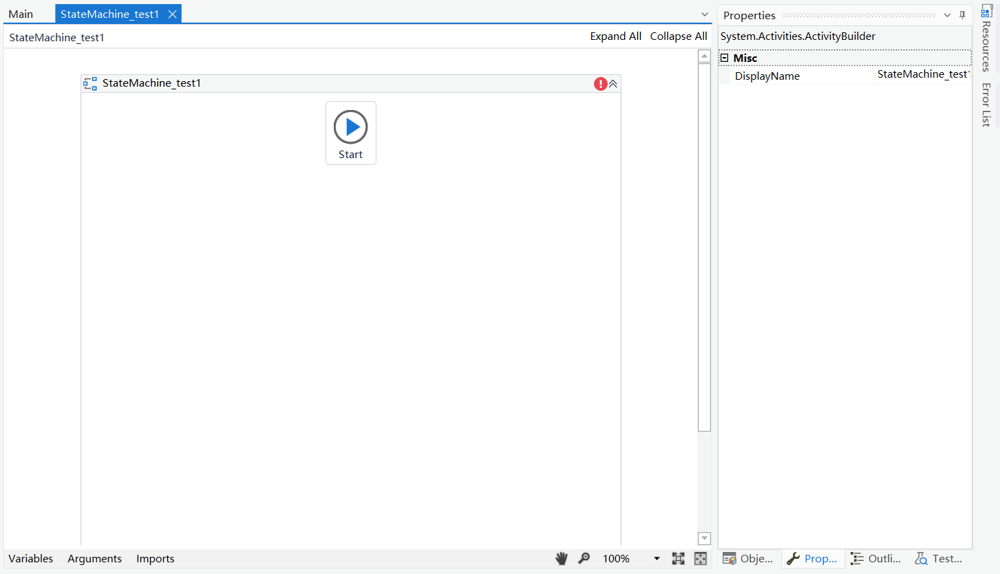 Main
StateMachine_test1
StateMachine_test1
Expand All
Collapse All
StateMachine_test1
Start
Variables
Arguments
Imports
100%
Properties
System.Activities.ActivityBuilder
Misc
DisplayName
StateMachine_test1
Obje...
Prop...
Outli...
Test...
Resources
Error List